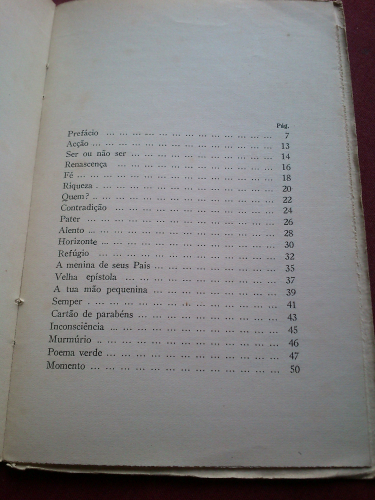 Pág.
Prefácio ... ... ... ... ... ... ... ... ... ... ... ... ... 7
Acção ... ... ... ... ... ... ... ... ... ... ... ... ... 13
Ser ou não ser ... ... ... ... ... ... ... ... ... ... ... 14
Renascença ... ... ... ... ... ... ... ... ... ... ... ... 16
Fé ... ... ... ... ... ... ... ... ... ... ... ... ... ... 18
Riqueza . ... ... ... ... ... ... ... ... ... ... ... ... 20
Quem? .. ... ... ... ... ... ... ... ... ... ... ... ... 22
Contradição ... ... ... ... ... ... ... ... ... ... ... 24
Pater ... ... ... ... ... ... ... ... ... ... ... ... ... 26
Alento ... ... ... ... ... ... ... ... ... ... ... ... ... 28
Horizonte ... ... ... ... ... ... ... ... ... ... ... ... 30
Refúgio ... ... ... ... ... ... ... ... ... ... ... ... 32
A menina de seus Pais ... ... ... ... ... ... ... ... ... 35
Velha epístola ... ... ... ... ... ... ... ... ... ... ... 37
A tua mão pequenina ... ... ... ... ... ... ... ... ... 39
Semper . ... ... ... ... ... ... ... ... ... ... ... ... 41
Cartão de parabéns ... ... ... ... ... ... ... ... ... 43
Inconsciência ... ... ... ... ... ... ... ... ... ... ... 45
Murmúrio .. ... ... ... ... ... ... ... ... ... ... ... 46
Poema verde ... ... ... ... ... ... ... ... ... ... ... 47
Momento ... ... ... ... ... ... ... ... ... ... ... ... 50